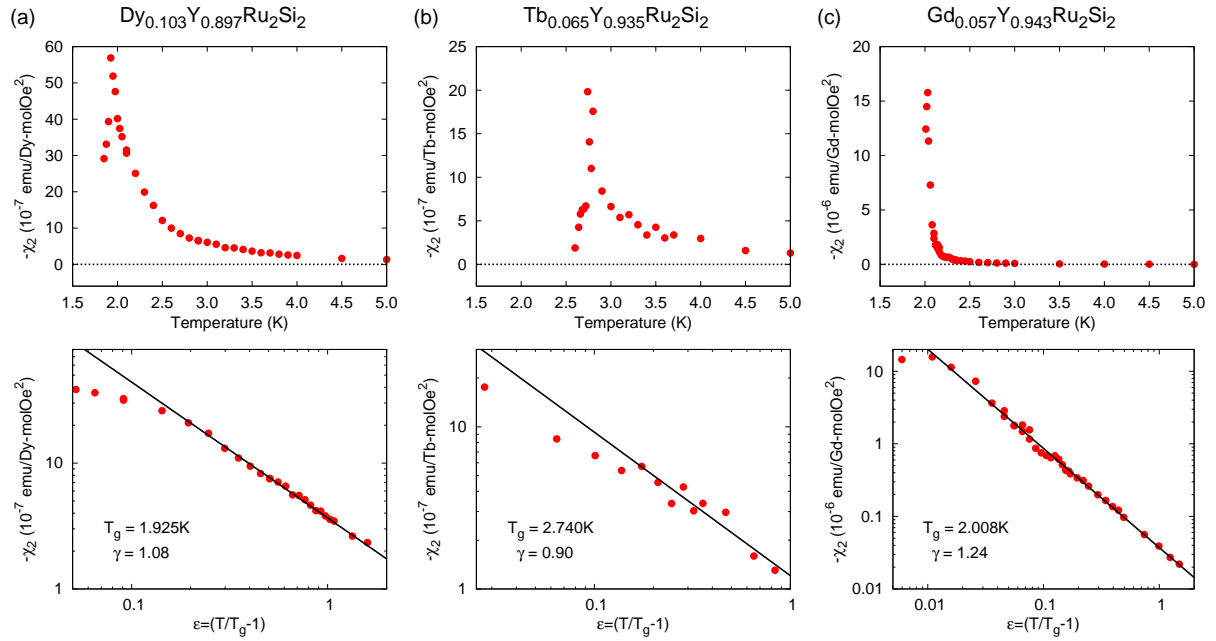 (a) Dy0.103Y0.897Ru2Si2
60
50
40
30
20
10
0
-χ2 (10-7 emu/Dy-molOe2)
1.5 2.0 2.5 3.0 3.5 4.0 4.5 5.0
Temperature (K)
(b) Tb0.065Y0.935Ru2Si2
25
20
15
10
5
0
-χ2 (10-7 emu/Tb-molOe2)
1.5 2.0 2.5 3.0 3.5 4.0 4.5 5.0
Temperature (K)
(c) Gd0.057Y0.943Ru2Si2
20
15
10
5
0
-χ2 (10-6 emu/Gd-molOe2)
1.5 2.0 2.5 3.0 3.5 4.0 4.5 5.0
Temperature (K)
10
1
-χ2 (10-7 emu/Dy-molOe2)
Tg = 1.925K
γ = 1.08
0.1 1
ε=(T/Tg-1)
10
1
-χ2 (10-7 emu/Tb-molOe2)
Tg = 2.740K
γ = 0.90
0.1 1
ε=(T/Tg-1)
10
1
0.1
0.01
-χ2 (10-6 emu/Gd-molOe2)
Tg = 2.008K
γ = 1.24
0.01 0.1 1
ε=(T/Tg-1)